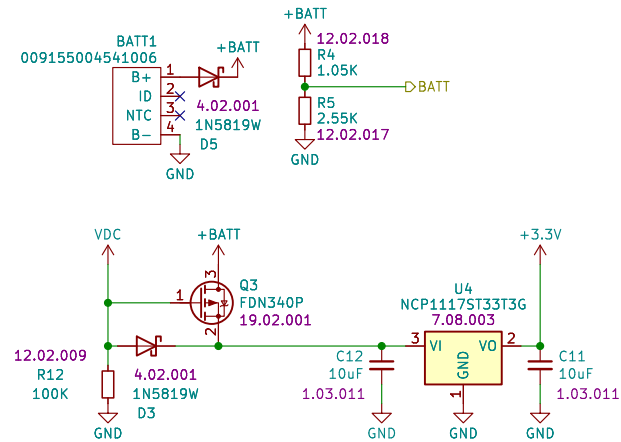 +BATT
12.02.018
R4
1.05K
BATT
R5
2.55K
12.02.017
GND
BATT1
009155004541006
+BATT
B+ 1
ID 2
NTC 3
B- 4
4.02.001
1N5819W
D5
GND
VDC
+BATT
+3.3V
3
1
2
Q3
FDN340P
19.02.001
U4
NCP1117ST33T3G
7.08.003
3 VI VO 2
GND
1
12.02.009
R12
100K
4.02.001
1N5819W
D3
C12
10uF
1.03.011
C11
10uF
1.03.011
GND
GND
GND
GND